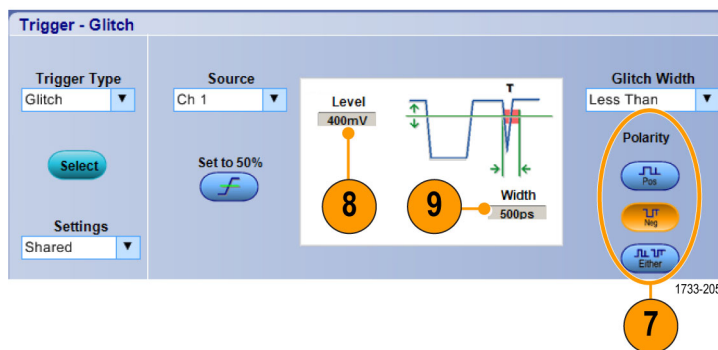 Trigger - Glitch
Trigger Type
Glitch
Select
Settings
Shared
Source
Ch 1
Set to 50%
Level
400mV
8
T
9
Width
500ps
Glitch Width
Less Than
Polarity
Pos
Neg
Either
1733-205
7